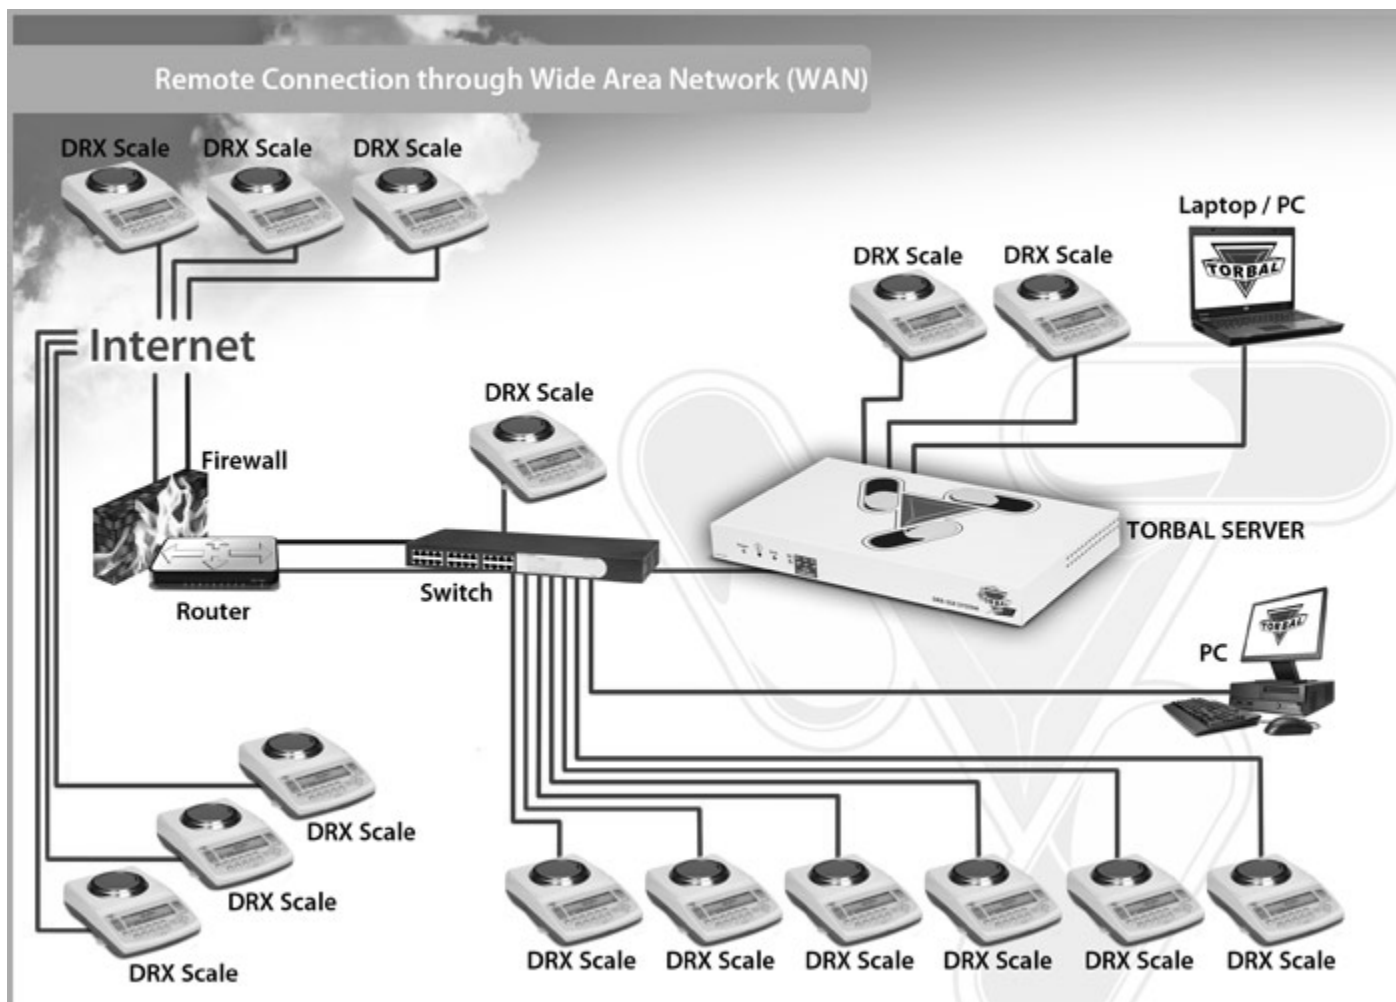 Remote Connection through Wide Area Network (WAN)
DRX Scale
DRX Scale
DRX Scale
Laptop / PC
TORBAL
DRX Scale
DRX Scale
Internet
DRX Scale
Firewall
TORBAL SERVER
Switch
Router
TORBAL
PC
DRX Scale
DRX Scale
DRX Scale
DRX Scale
DRX Scale
DRX Scale
DRX Scale
DRX Scale
DRX Scale